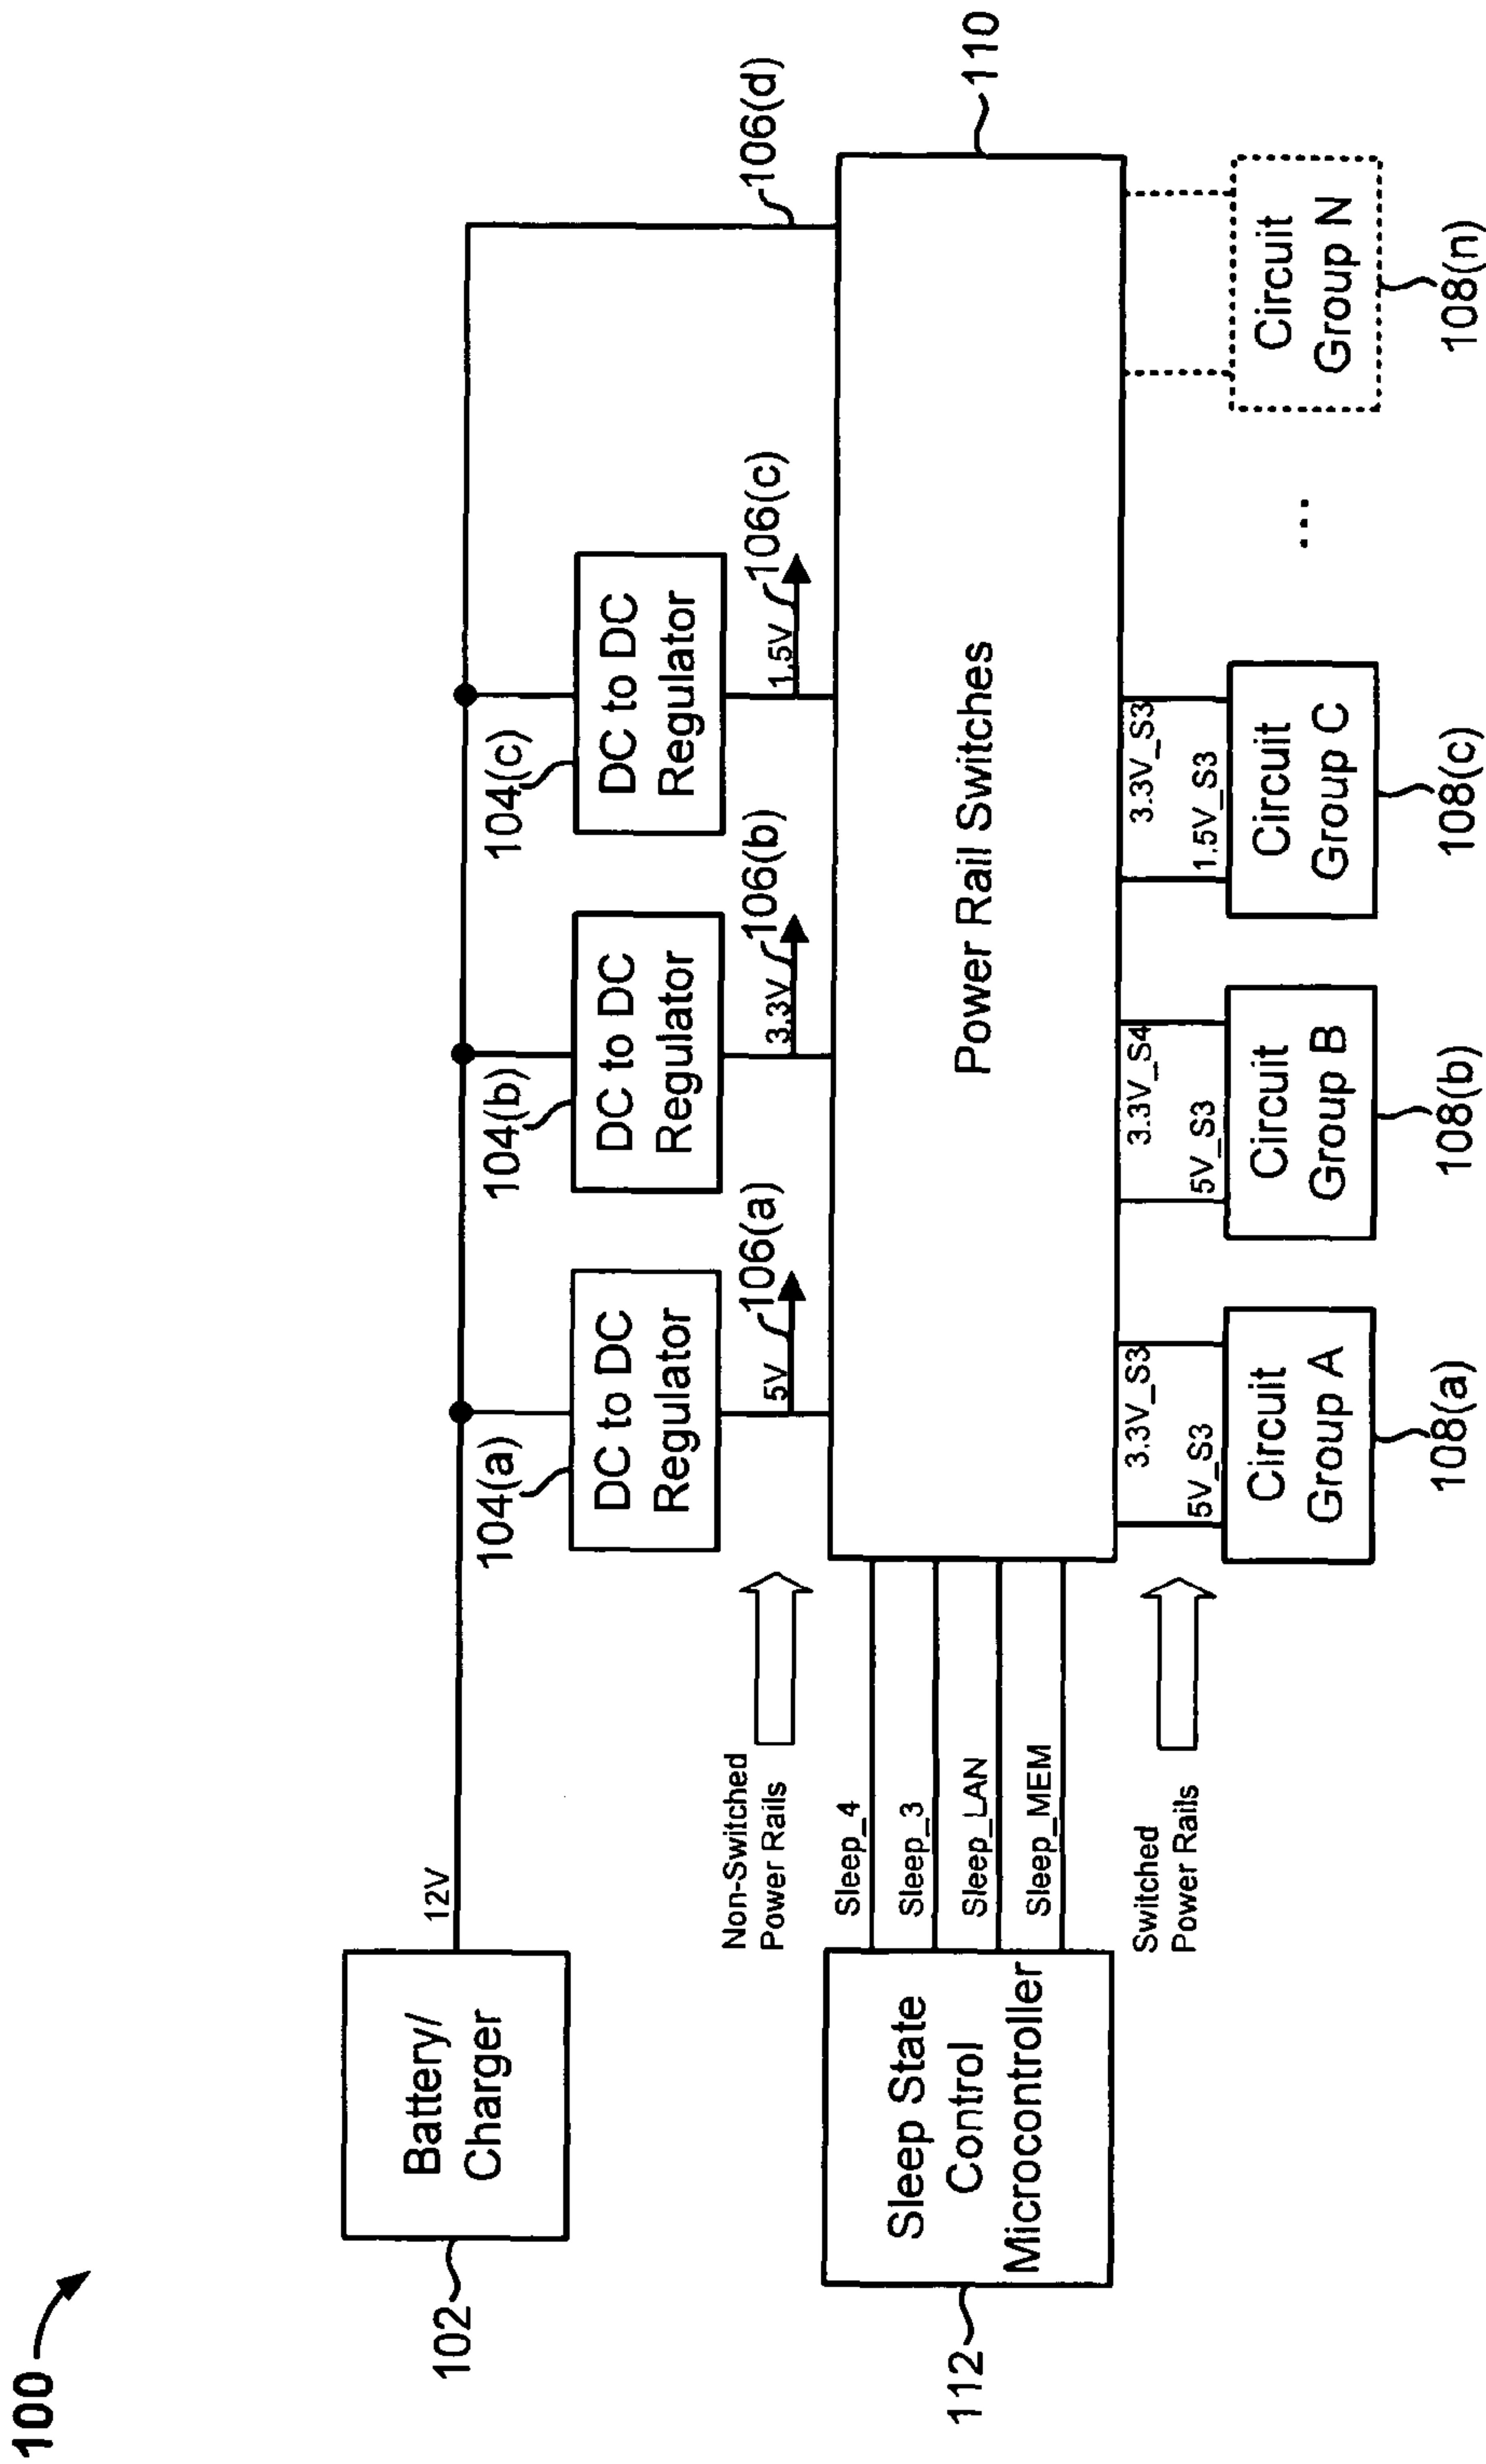 100
102
Battery/
Charger
12V
104(a)
DC to DC
Regulator
104(b)
DC to DC
Regulator
104(c)
DC to DC
Regulator
Non-Switched
Power Rails
5V
106(a)
3.3V
106(b)
1.5V
106(c)
106(d)
112
Sleep State
Control
Microcontroller
Sleep_4
Sleep_3
Sleep_LAN
Sleep_MEM
Power Rail Switches
110
Switched
Power Rails
3.3V_S3
5V_S3
Circuit
Group A
108(a)
3.3V_S4
5V_S3
Circuit
Group B
108(b)
3.3V_S3
1.5V_S3
Circuit
Group C
108(c)
...
Circuit
Group N
108(n)